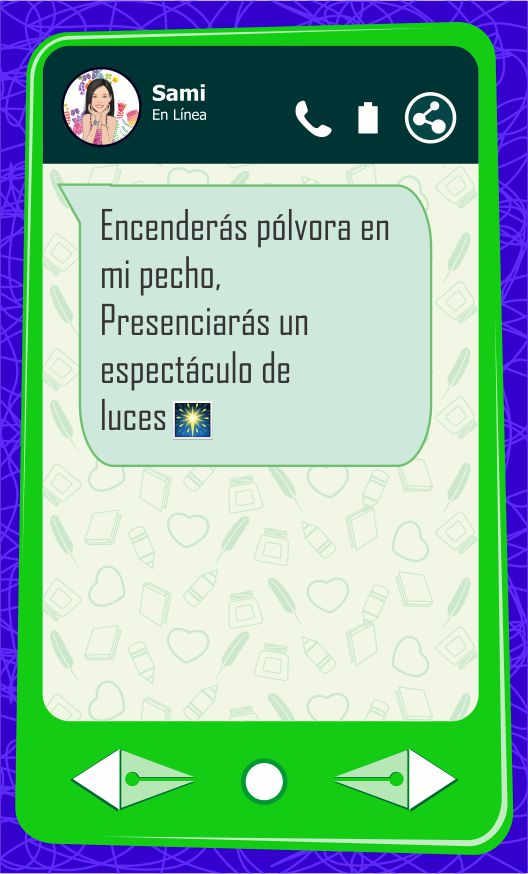 Sami
En Línea
Encenderás pólvora en
mi pecho,
Presenciarás un
espectáculo de
luces